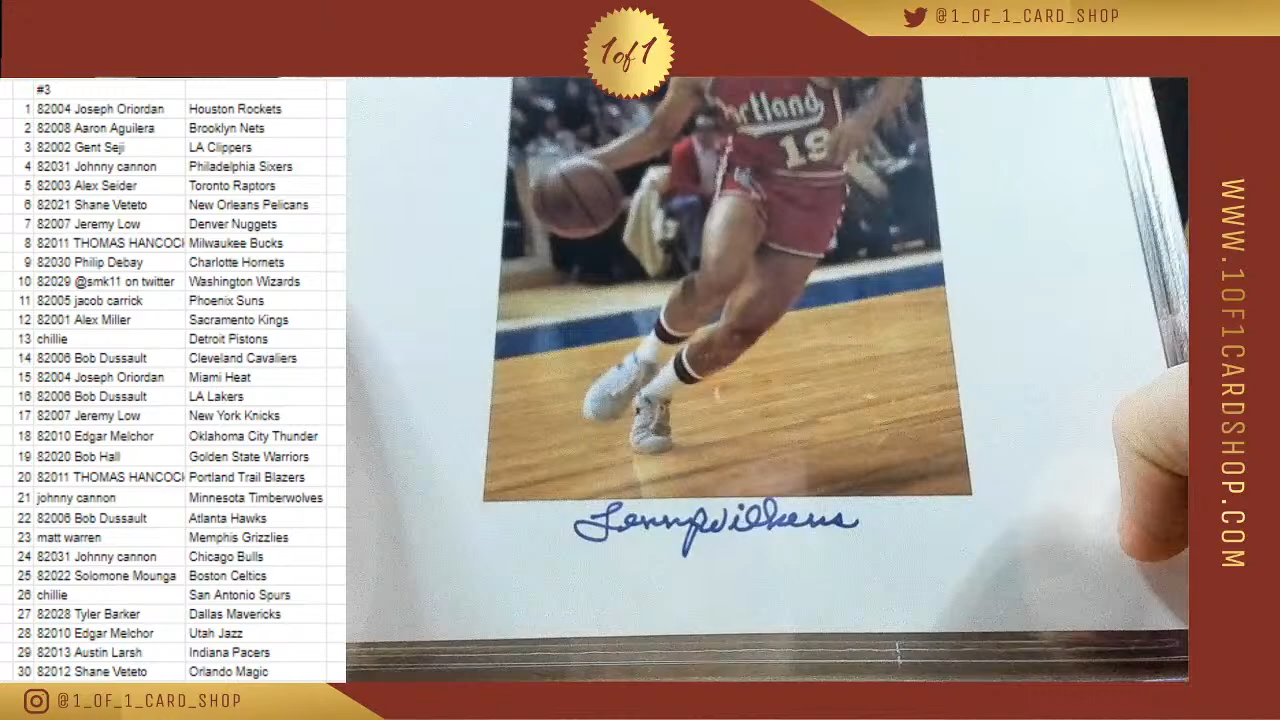 @1_OF_1_CARD_SHOP
1of1
#3
1 82004 Joseph Oriordan Houston Rockets
2 82008 Aaron Aguilera Brooklyn Nets
3 82002 Gent Seji LA Clippers
4 82031 Johnny cannon Philadelphia Sixers
5 82003 Alex Seider Toronto Raptors
6 82021 Shane Veteto New Orleans Pelicans
7 82007 Jeremy Low Denver Nuggets
8 82011 THOMAS HANCOCK Milwaukee Bucks
9 82030 Philip Debay Charlotte Hornets
10 82029 @smk11 on twitter Washington Wizards
11 82005 jacob carrick Phoenix Suns
12 82001 Alex Miller Sacramento Kings
13 chillie Detroit Pistons
14 82006 Bob Dussault Cleveland Cavaliers
15 82004 Joseph Oriordan Miami Heat
16 82006 Bob Dussault LA Lakers
17 82007 Jeremy Low New York Knicks
18 82010 Edgar Melchor Oklahoma City Thunder
19 82020 Bob Hall Golden State Warriors
20 82011 THOMAS HANCOCK Portland Trail Blazers
21 johnny cannon Minnesota Timberwolves
22 82006 Bob Dussault Atlanta Hawks
23 matt warren Memphis Grizzlies
24 82031 Johnny cannon Chicago Bulls
25 82022 Solomone Mounga Boston Celtics
26 chillie San Antonio Spurs
27 82028 Tyler Barker Dallas Mavericks
28 82010 Edgar Melchor Utah Jazz
29 82013 Austin Larsh Indiana Pacers
30 82012 Shane Veteto Orlando Magic
ortland
19
Lenny Wilkens
WWW.1OF1CARDSHOP.COM
@1_OF_1_CARD_SHOP